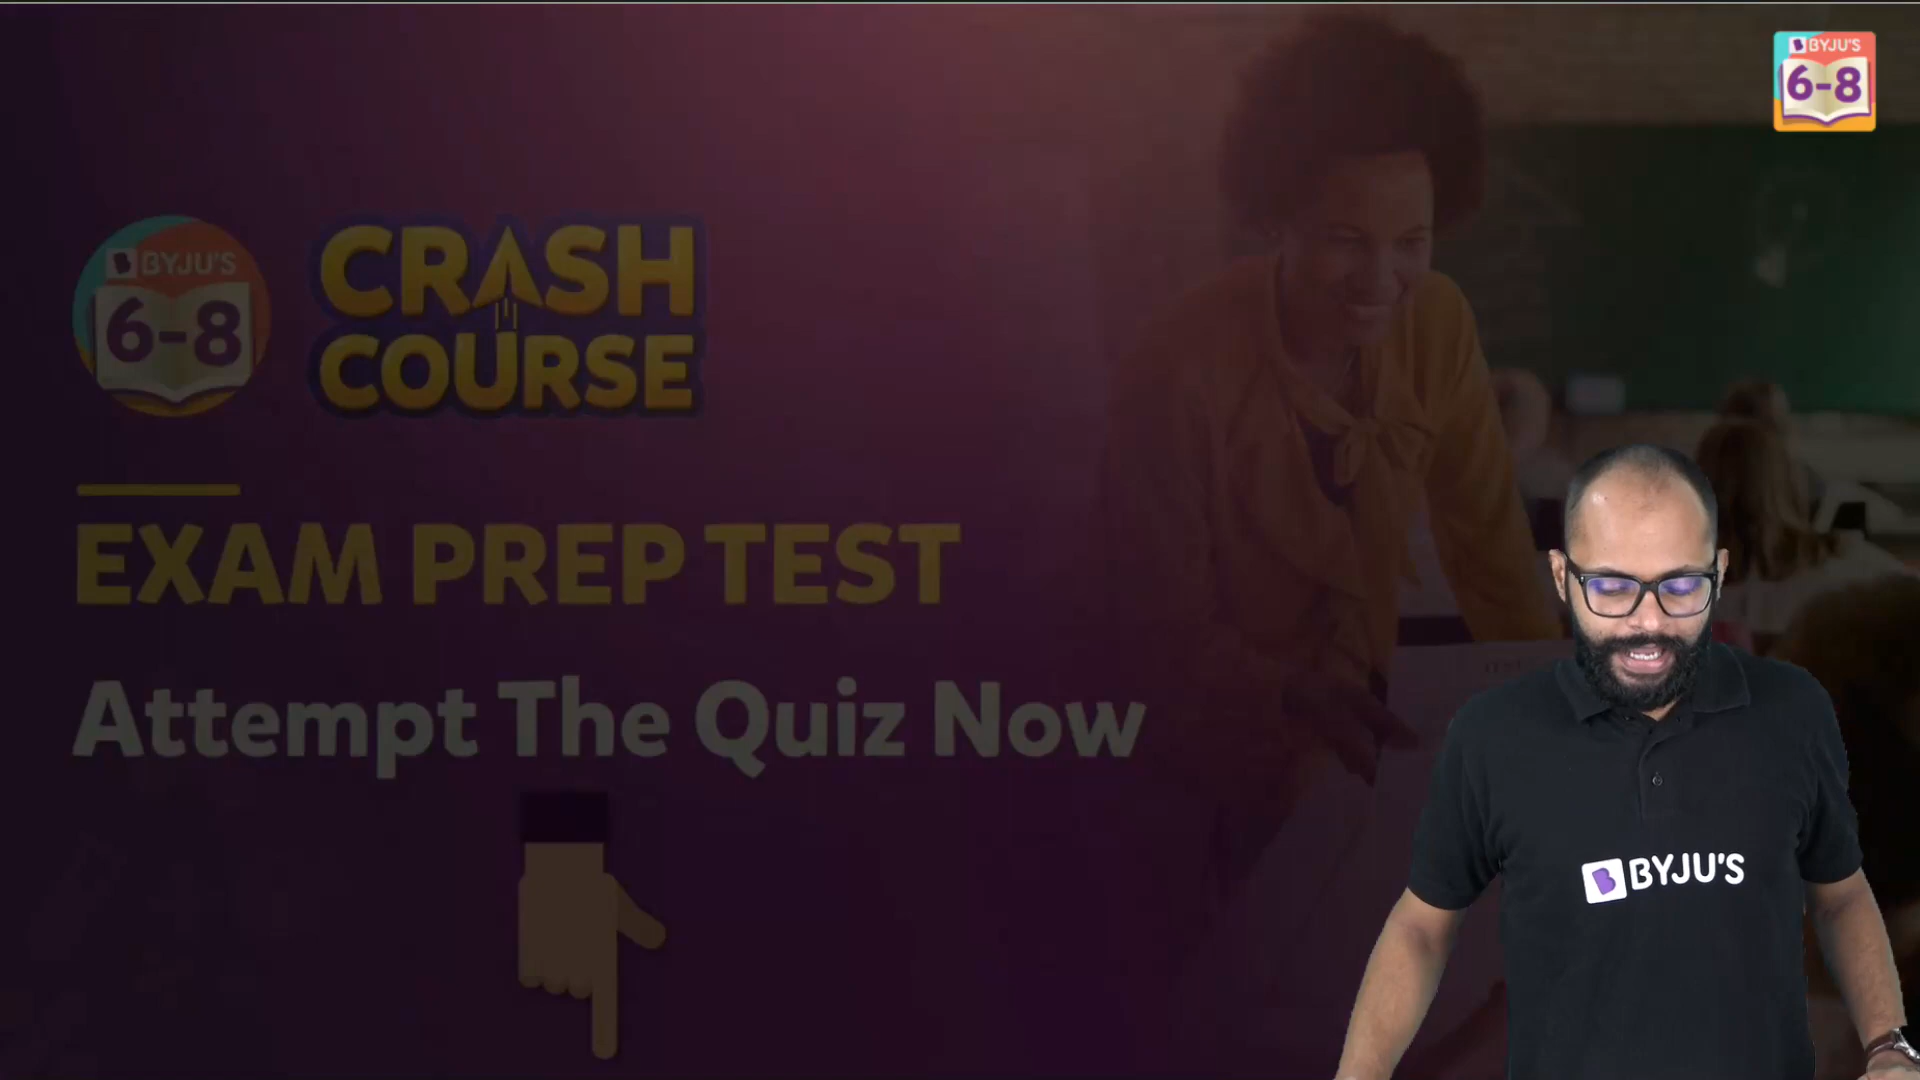 BYJU'S
6-8
BYJU'S
6-8
CRASH
COURSE
EXAM PREP TEST
Attempt The Quiz Now
BYJU'S